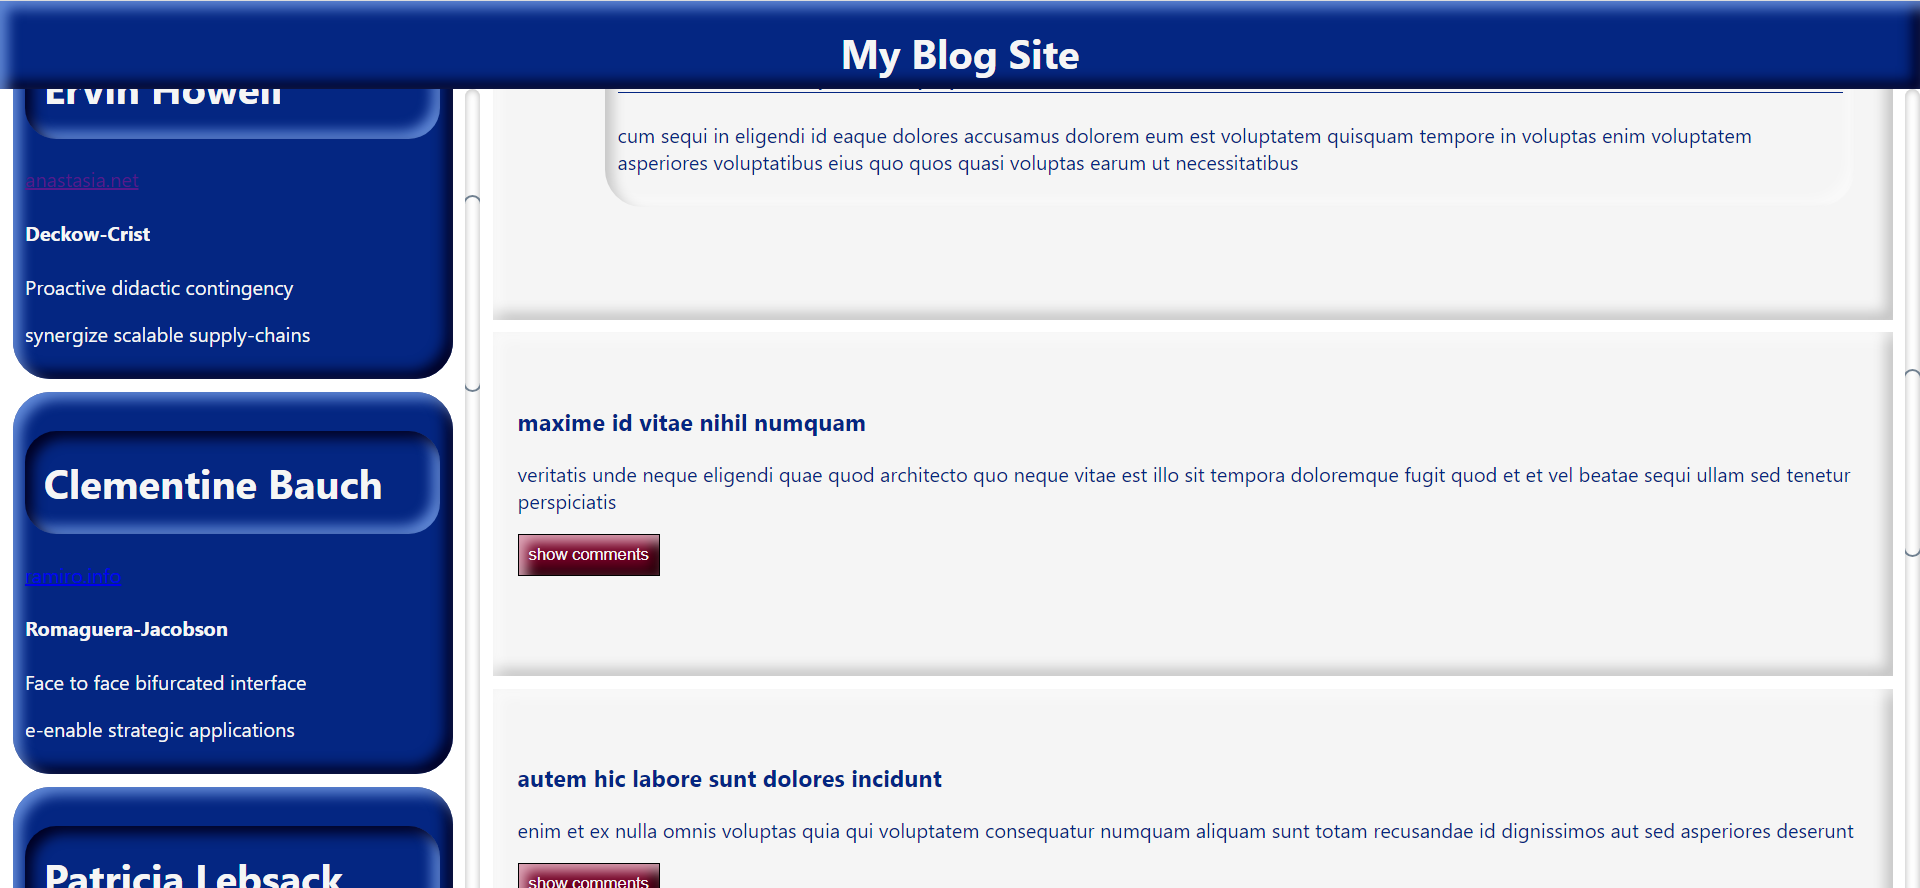 My Blog Site
Ervin Howell
anastasia.net
Deckow-Crist
Proactive didactic contingency
synergize scalable supply-chains
Clementine Bauch
ramiro.info
Romaguera-Jacobson
Face to face bifurcated interface
e-enable strategic applications
Patricia Lebsack
cum sequi in eligendi id eaque dolores accusamus dolorem eum est voluptatem quisquam tempore in voluptas enim voluptatem
asperiores voluptatibus eius quo quos quasi voluptas earum ut necessitatibus
maxime id vitae nihil numquam
veritatis unde neque eligendi quae quod architecto quo neque vitae est illo sit tempora doloremque fugit quod et et vel beatae sequi ullam sed tenetur
perspiciatis
show comments
autem hic labore sunt dolores incidunt
enim et ex nulla omnis voluptas quia qui voluptatem consequatur numquam aliquam sunt totam recusandae id dignissimos aut sed asperiores deserunt
show comments